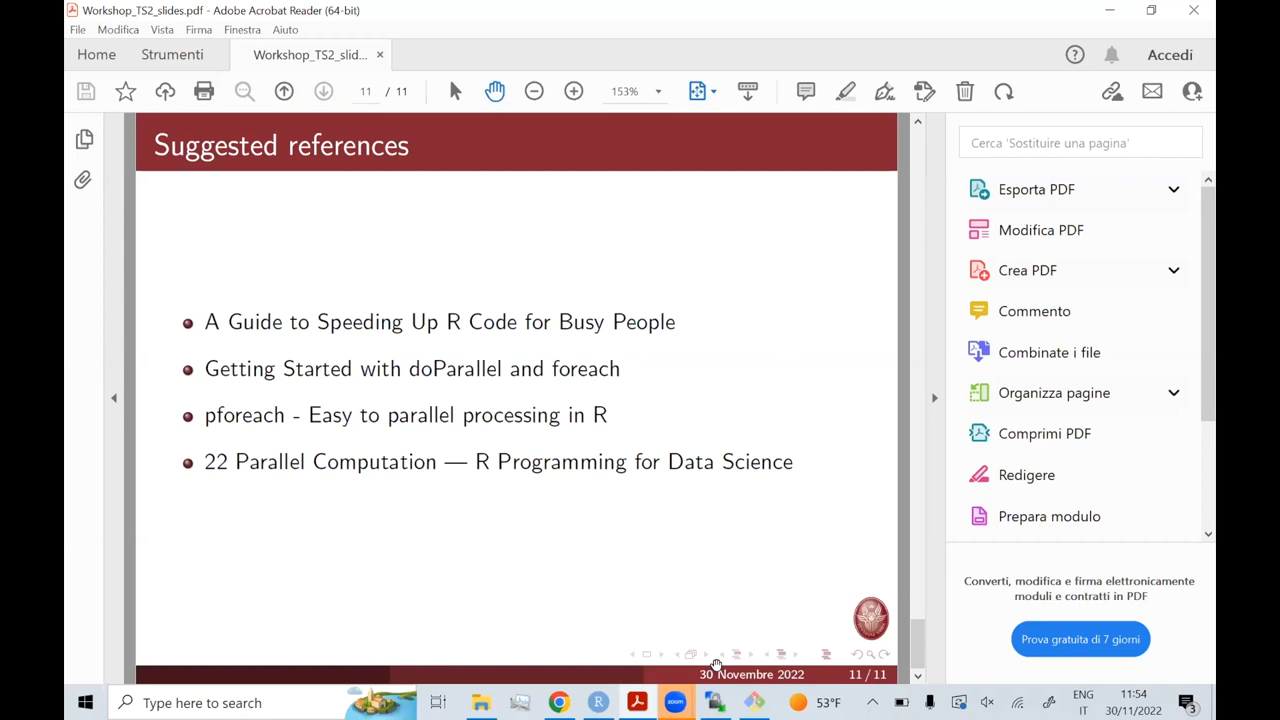 Workshop_TS2_slides.pdf - Adobe Acrobat Reader (64-bit)
File Modifica Vista Firma Finestra Aiuto
Home Strumenti Workshop_TS2_slid... × Accedi
11 / 11 153%
Suggested references
A Guide to Speeding Up R Code for Busy People
Getting Started with doParallel and foreach
pforeach - Easy to parallel processing in R
22 Parallel Computation — R Programming for Data Science
30 Novembre 2022 11 / 11
Cerca 'Sostituire una pagina'
Esporta PDF
Modifica PDF
Crea PDF
Commento
Combinate i file
Organizza pagine
Comprimi PDF
Redigere
Prepara modulo
Converti, modifica e firma elettronicamente
moduli e contratti in PDF
Prova gratuita di 7 giorni
Type here to search
zoom
53°F
ENG
IT
11:54
30/11/2022
3